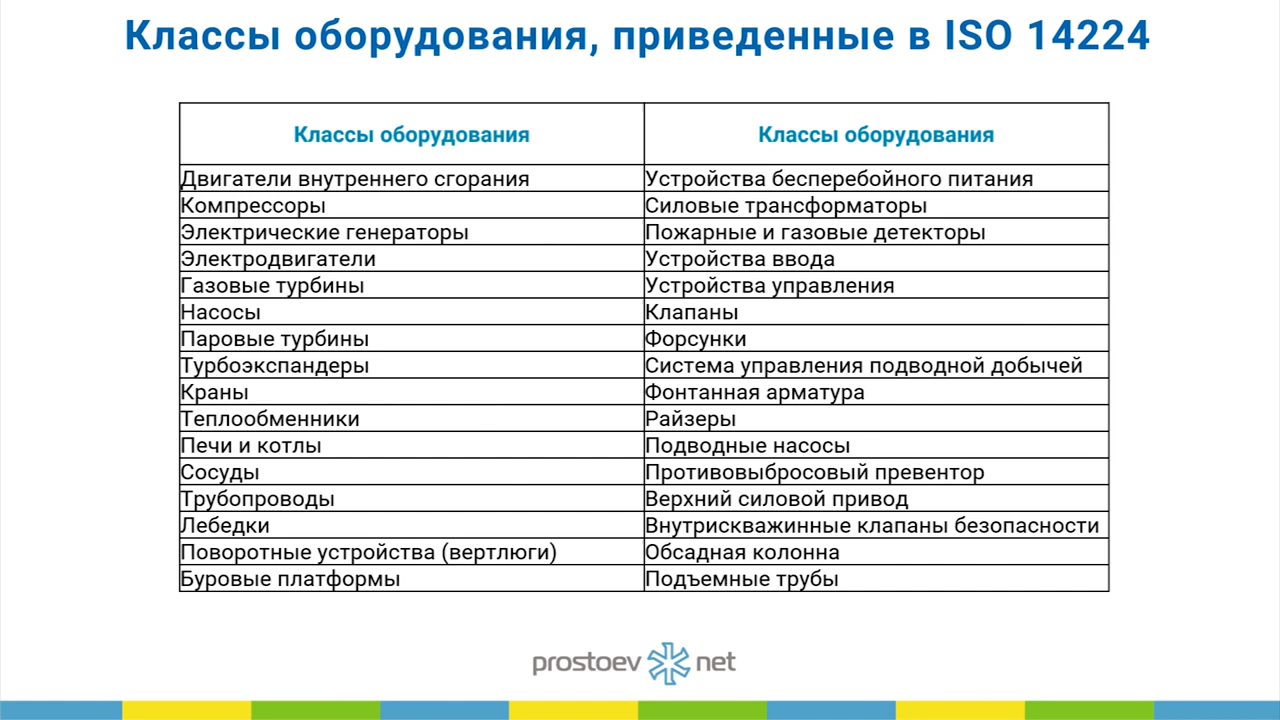 Классы оборудования, приведенные в ISO 14224
Классы оборудования Классы оборудования
Двигатели внутреннего сгорания Устройства бесперебойного питания
Компрессоры Силовые трансформаторы
Электрические генераторы Пожарные и газовые детекторы
Электродвигатели Устройства ввода
Газовые турбины Устройства управления
Насосы Клапаны
Паровые турбины Форсунки
Турбоэкспандеры Система управления подводной добычей
Краны Фонтанная арматура
Теплообменники Райзеры
Печи и котлы Подводные насосы
Сосуды Противовыбросовый превентор
Трубопроводы Верхний силовой привод
Лебедки Внутрискважинные клапаны безопасности
Поворотные устройства (вертлюги) Обсадная колонна
Буровые платформы Подъемные трубы
prostoev net